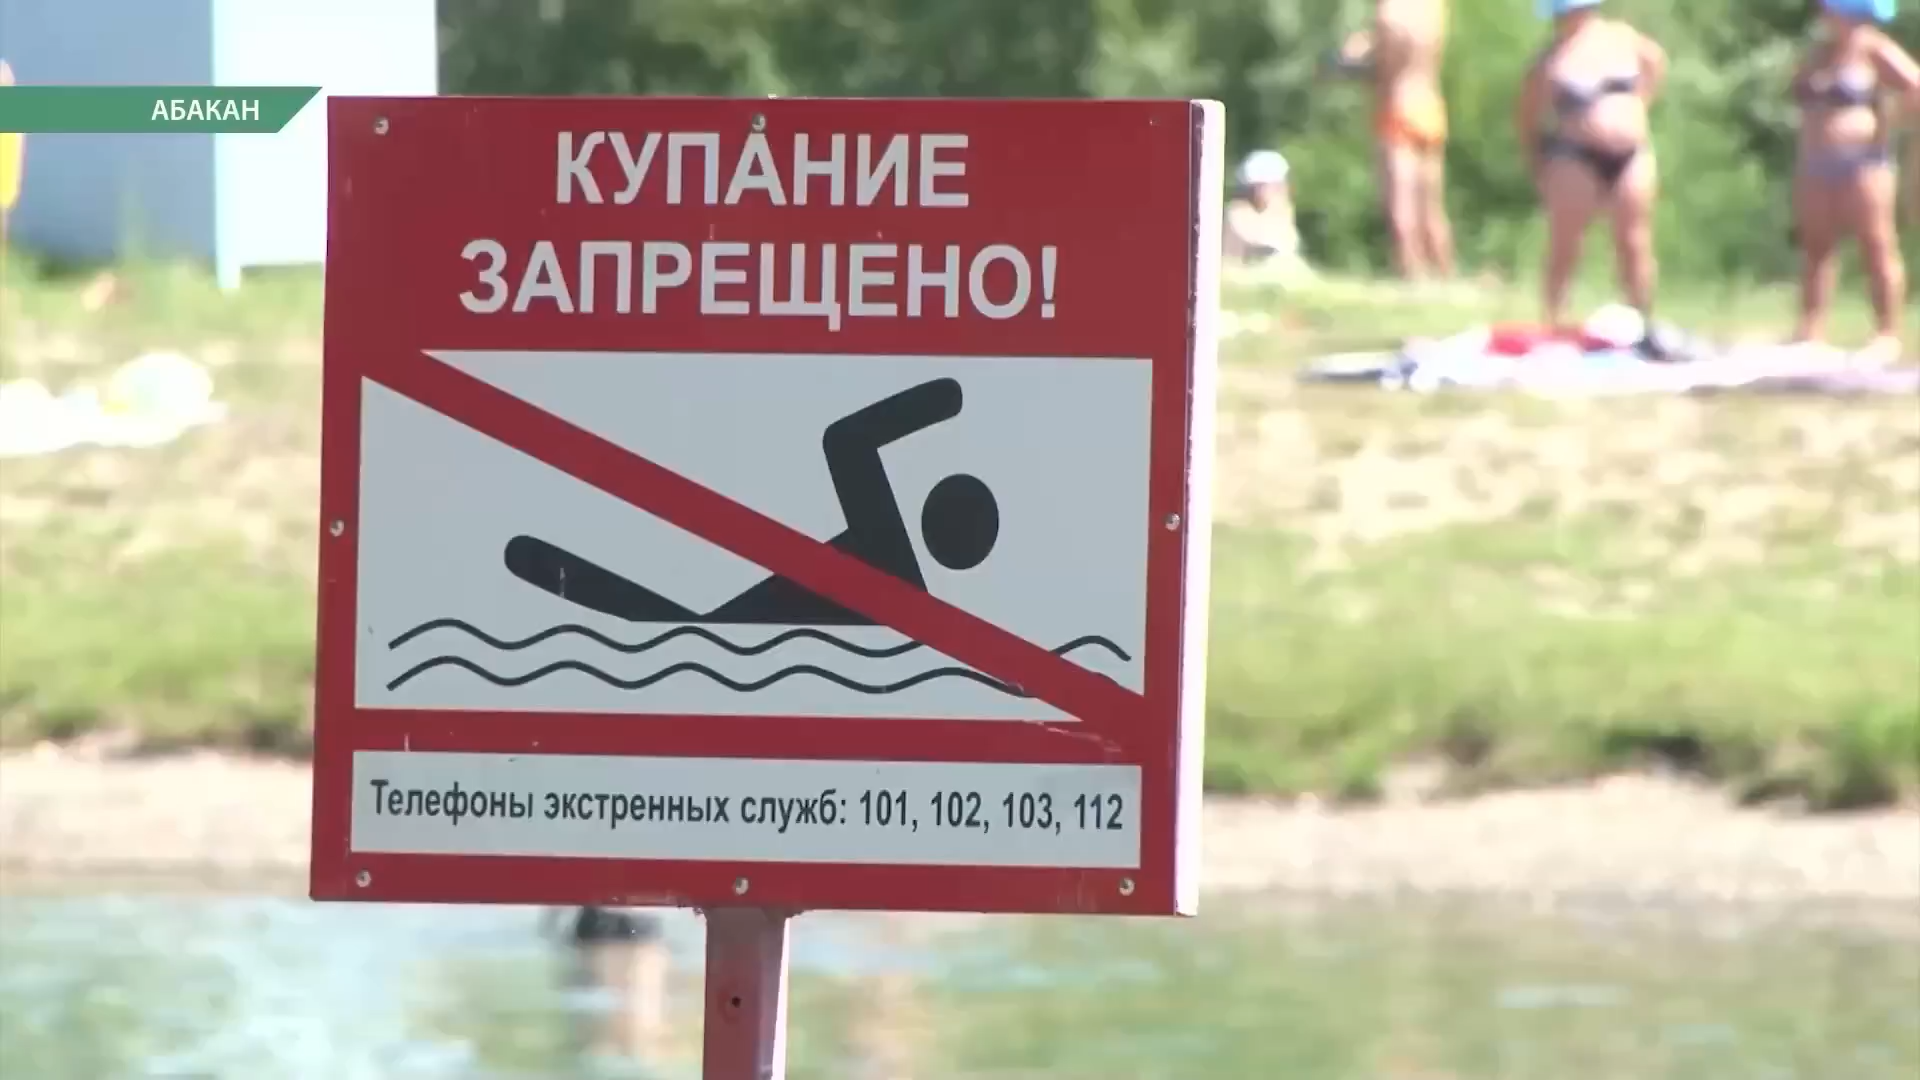 АБАКАН
КУПАНИЕ
ЗАПРЕЩЕНО!
Телефоны экстренных служб: 101, 102, 103, 112